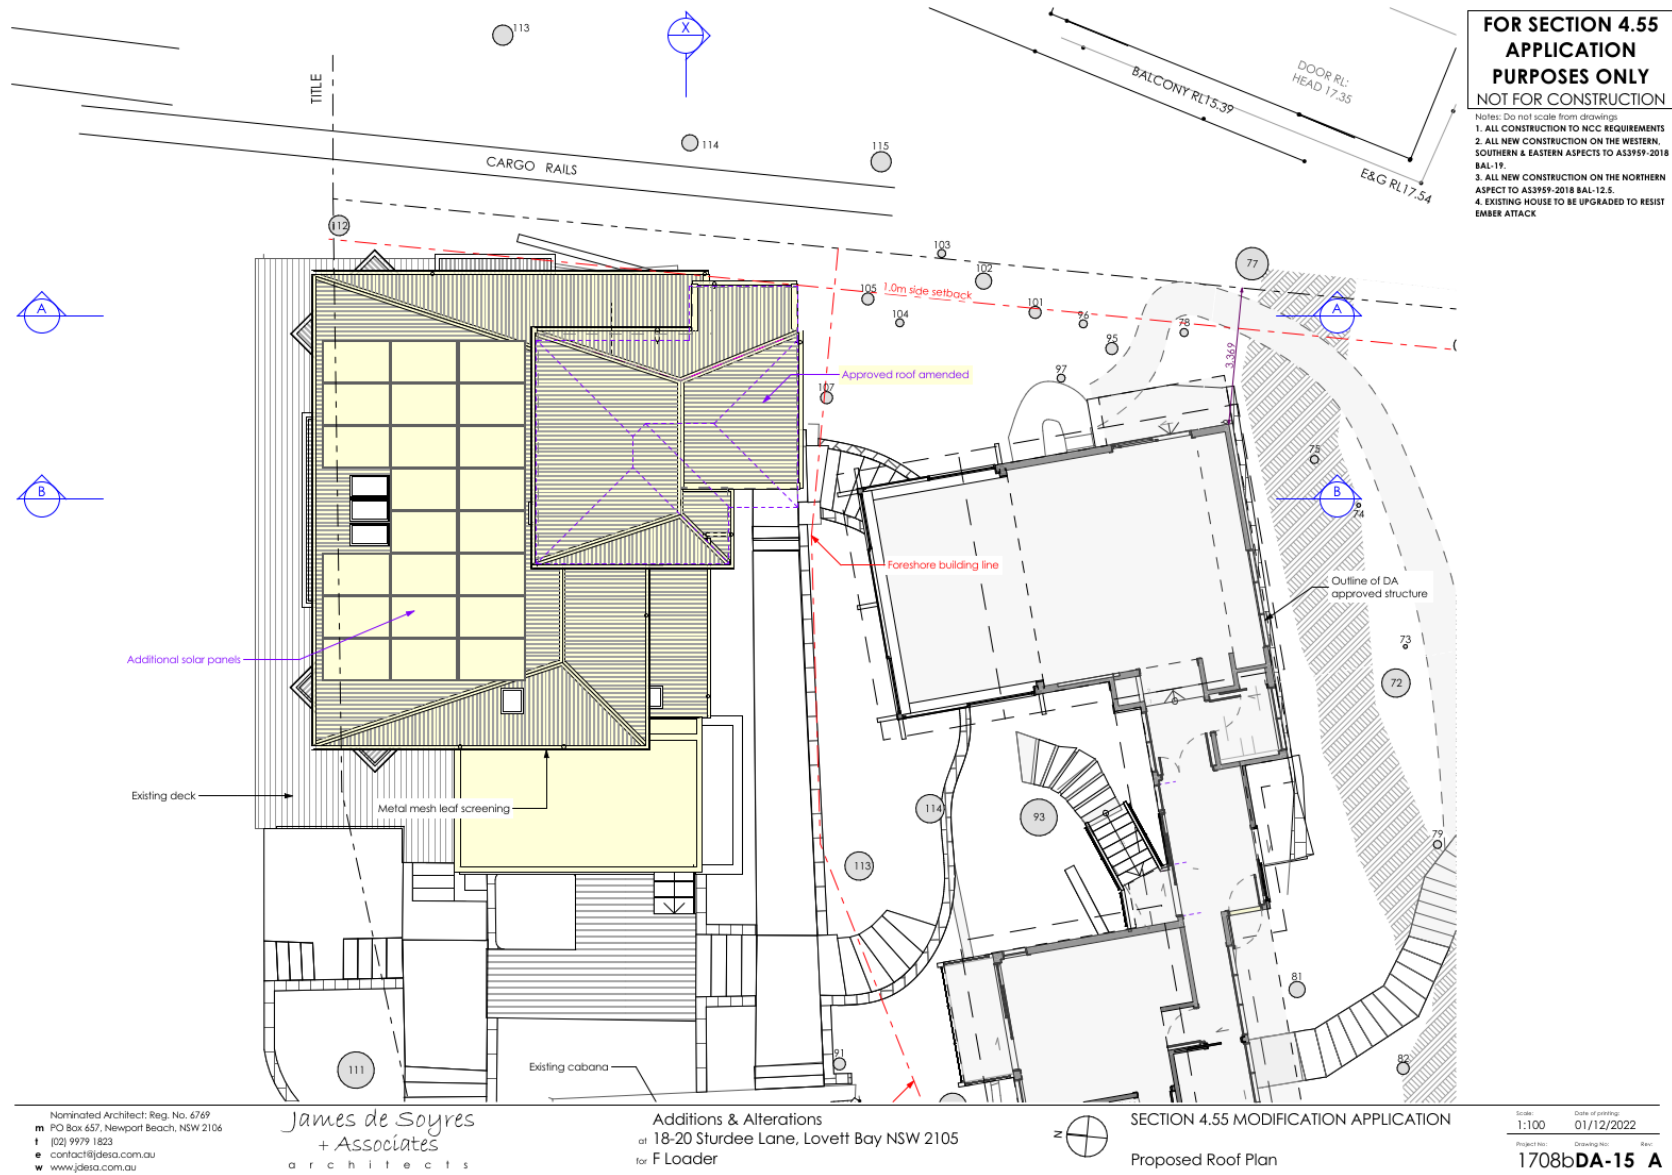 FOR SECTION 4.55
APPLICATION
PURPOSES ONLY
NOT FOR CONSTRUCTION
Notes: Do not scale from drawings
1. ALL CONSTRUCTION TO NCC REQUIREMENTS
2. ALL NEW CONSTRUCTION ON THE WESTERN,
SOUTHERN & EASTERN ASPECTS TO AS3959-2018
BAL-19.
3. ALL NEW CONSTRUCTION ON THE NORTHERN
ASPECT TO AS3959-2018 BAL-12.5.
4. EXISTING HOUSE TO BE UPGRADED TO RESIST
EMBER ATTACK
113
X
TITLE
BALCONY RL15.39
DOOR RL:
HEAD 17.35
E&G RL17.54
114
115
CARGO RAILS
112
103
102
77
105
1.0m side setback
101
104
96
78
95
A
A
3,369
97
Approved roof amended
107
75
B
B
74
Foreshore building line
Outline of DA
approved structure
73
72
Additional solar panels
Existing deck
Metal mesh leaf screening
114
93
79
113
81
91
82
Existing cabana
111
Nominated Architect: Reg. No. 6769
m PO Box 657, Newport Beach, NSW 2106
t (02) 9979 1823
e contact@jdesa.com.au
w www.jdesa.com.au
James de Soyres
+ Associates
architects
Additions & Alterations
at 18-20 Sturdee Lane, Lovett Bay NSW 2105
for F Loader
N
SECTION 4.55 MODIFICATION APPLICATION
Proposed Roof Plan
Scale:
1:100
Date of printing:
01/12/2022
Project No:
Drawing No:
Rev:
1708bDA-15 A